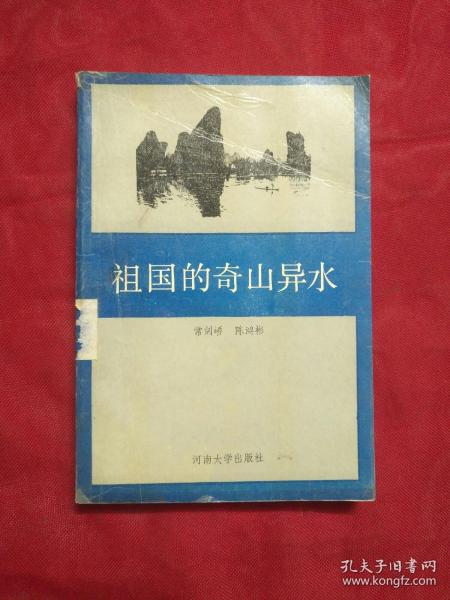 祖国的奇山异水
常剑峤 陈鸿彬
河南大学出版社
孔夫子旧书网
www.kongfz.com